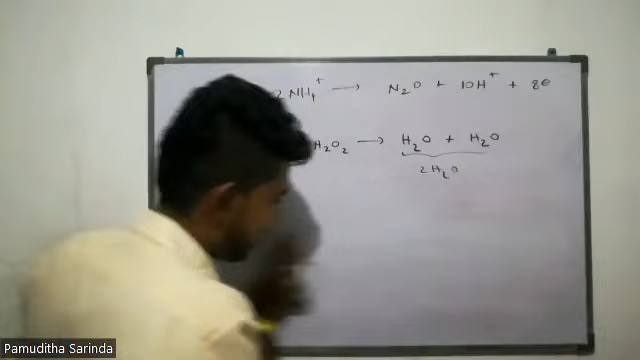 2 NH₄⁺ → N₂O + 10H⁺ + 8e
H₂O₂ → H₂O + H₂O
2H₂O
Pamuditha Sarinda